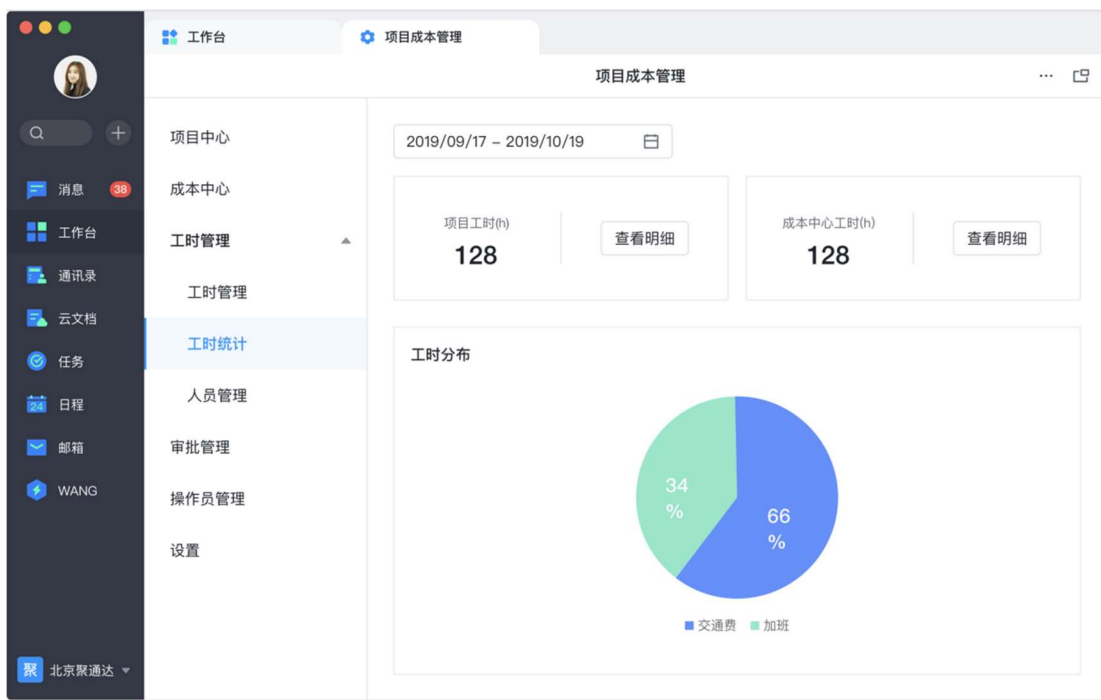 工作台
项目成本管理
项目成本管理
38
消息
工作台
通讯录
云文档
任务
24
日程
邮箱
WANG
聚
北京聚通达
项目中心
成本中心
工时管理
工时管理
工时统计
人员管理
审批管理
操作员管理
设置
2019/09/17 – 2019/10/19
项目工时(h)
128
查看明细
成本中心工时(h)
128
查看明细
工时分布
34
%
66
%
交通费
加班